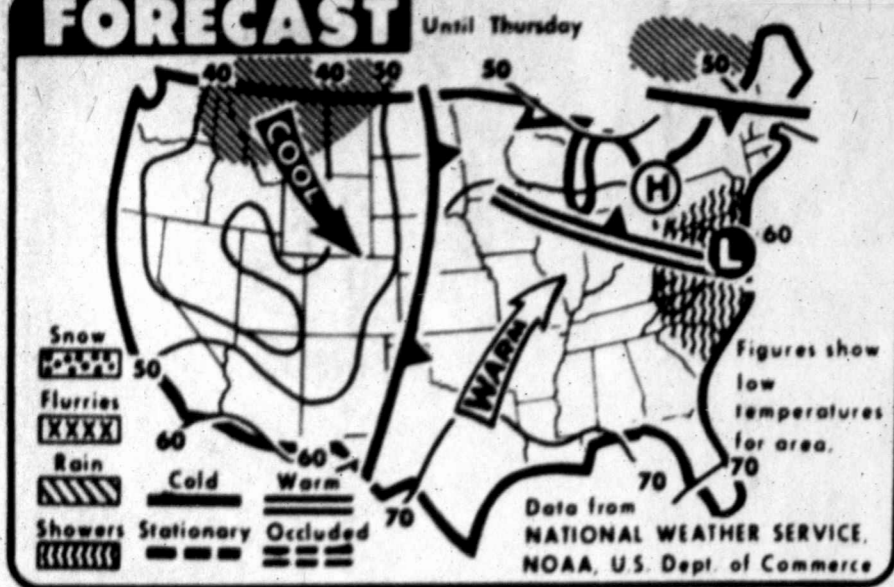 FORECAST
Until Thursday
40 40 50 50 50
COOL
H
L 60
WARM
Snow
50
Flurries
60
60
Rain
Cold Warm
70
70 70
Showers Stationary Occluded
Figures show
low
temperatures
for area.
Data from
NATIONAL WEATHER SERVICE,
NOAA, U.S. Dept. of Commerce